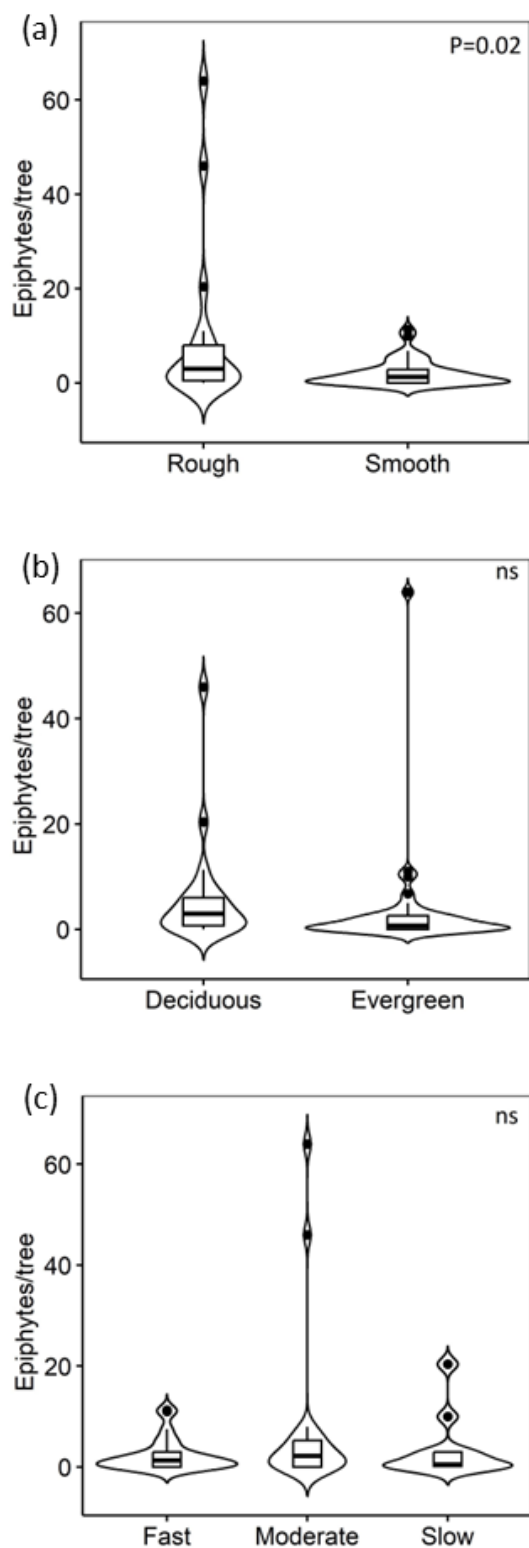 (a)
P=0.02
Epiphytes/tree
60
40
20
0
Rough Smooth
(b)
ns
Epiphytes/tree
60
40
20
0
Deciduous Evergreen
(c)
ns
Epiphytes/tree
60
40
20
0
Fast Moderate Slow